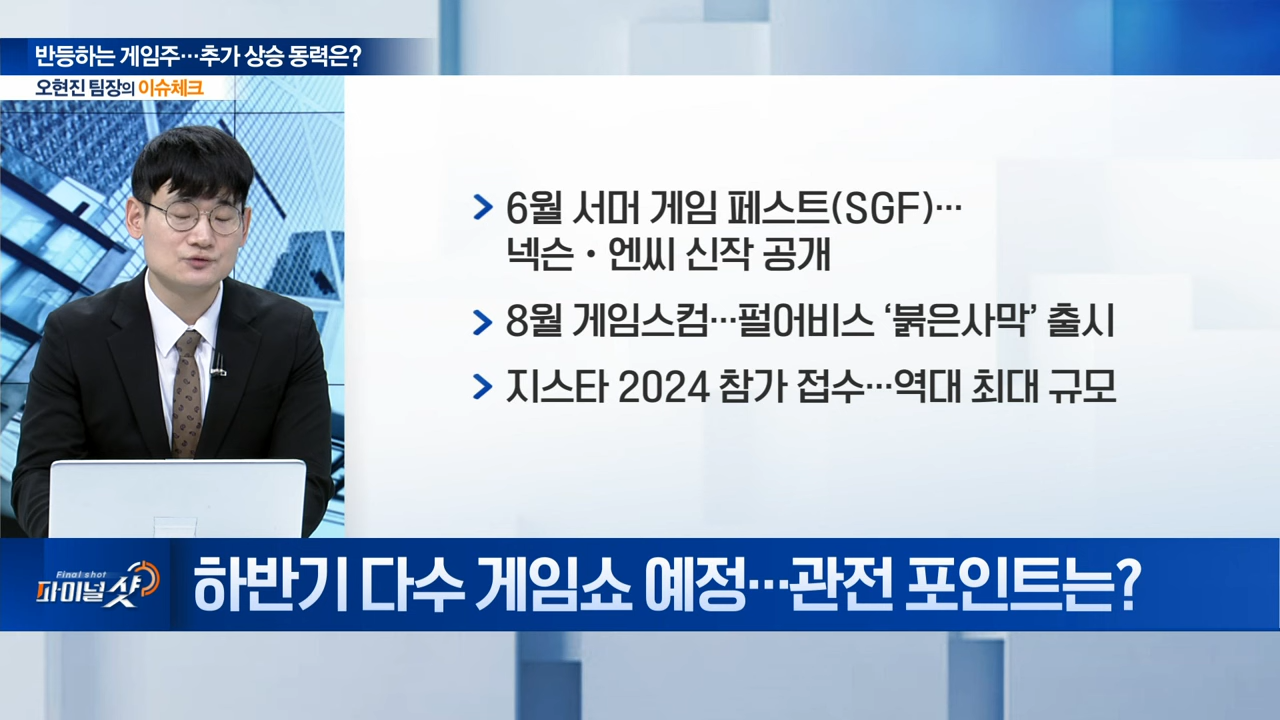 반등하는 게임주…추가 상승 동력은?
오현진 팀장의 이슈체크
6월 서머 게임 페스트(SGF)…
넥슨·엔씨 신작 공개
8월 게임스컴…펄어비스 ‘붉은사막’ 출시
지스타 2024 참가 접수…역대 최대 규모
Final shot
파이널 샷
하반기 다수 게임쇼 예정…관전 포인트는?